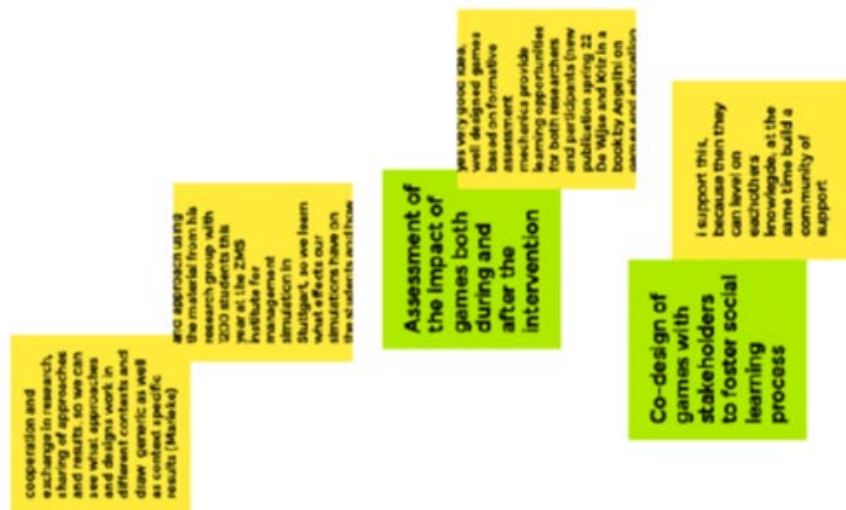 cooperation and
exchange in research,
sharing of approaches
and results, so we can
see what approaches
and designs work in
different contexts and
draw generic as well
as context specific
results (Marieke)
and approach using
the material from his
research group with
1200 students this
year at the ZMS
institute for
management
simulation in
Stuttgart, so we learn
what effects our
simulations have on
the students and how
Assessment of
the impact of
games both
during and
after the
intervention
yes very good idea,
well designed games
based on formative
assessment
mechanics provide
learning opportunities
for both researchers
and participants (new
publication spring 22
De Wijse and Kriz in a
book by Angelini on
games and education
Co-design of
games with
stakeholders
to foster social
learning
process
i support this,
because then they
can level on
eachothers
knowlegde, at the
same time build a
community of
support